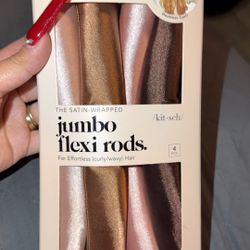 THE SATIN-WRAPPED
jumbo
flexi rods.
/kit·sch/
For Effortless (curly/wavy) Hair
4